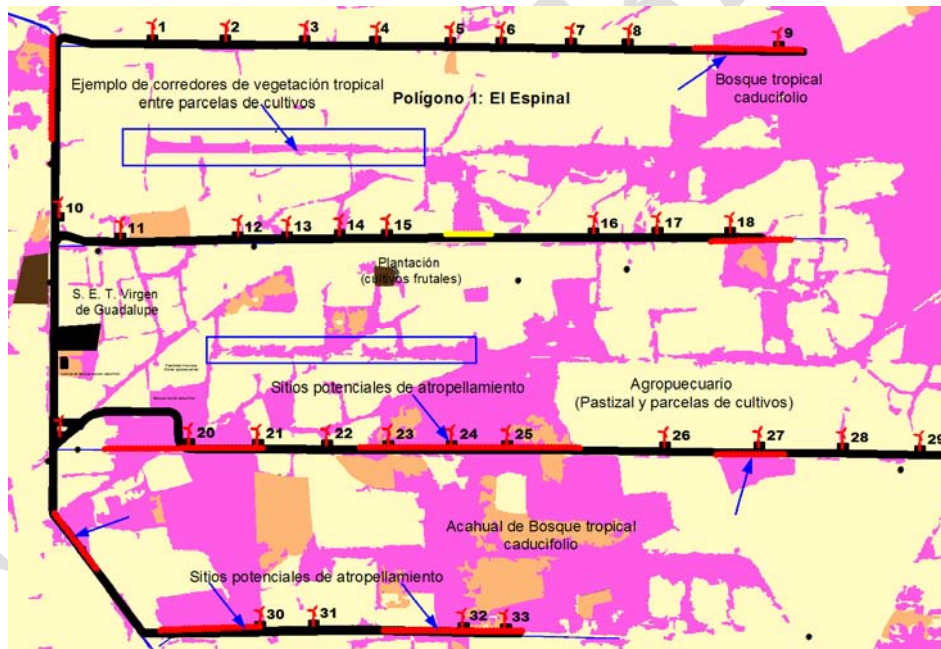 1 2 3 4 5 6 7 8 9
Ejemplo de corredores de vegetación tropical
entre parcelas de cultivos
Polígono 1: El Espinal
Bosque tropical
caducifolio
10
11 12 13 14 15 16 17 18
Plantación
(cultivos frutales)
S. E. T. Virgen
de Guadalupe
Sitios potenciales de atropellamiento
Agropuecuario
(Pastizal y parcelas de cultivos)
20 21 22 23 24 25 26 27 28 29
Acahual de Bosque tropical
caducifolio
Sitios potenciales de atropellamiento
30 31 32 33